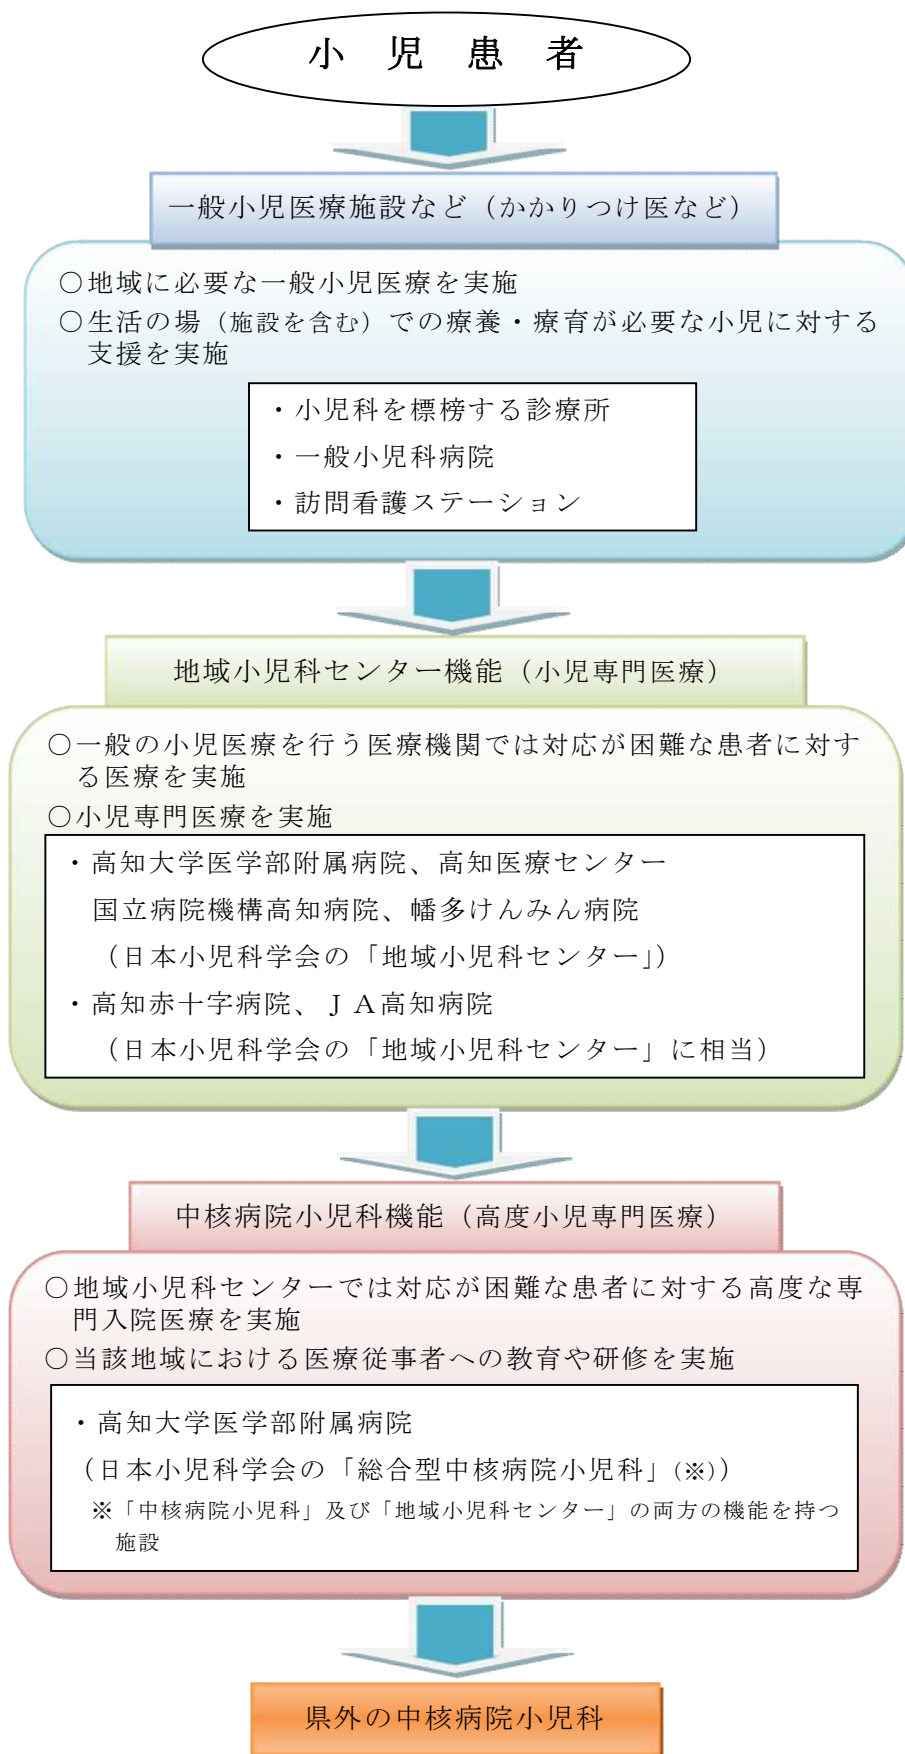 小児患者
一般小児医療施設など（かかりつけ医など）
○地域に必要な一般小児医療を実施
○生活の場（施設を含む）での療養・療育が必要な小児に対する
支援を実施
・小児科を標榜する診療所
・一般小児科病院
・訪問看護ステーション
地域小児科センター機能（小児専門医療）
○一般の小児医療を行う医療機関では対応が困難な患者に対す
る医療を実施
○小児専門医療を実施
・高知大学医学部附属病院、高知医療センター
国立病院機構高知病院、幡多けんみん病院
（日本小児科学会の「地域小児科センター」）
・高知赤十字病院、ＪＡ高知病院
（日本小児科学会の「地域小児科センター」に相当）
中核病院小児科機能（高度小児専門医療）
○地域小児科センターでは対応が困難な患者に対する高度な専
門入院医療を実施
○当該地域における医療従事者への教育や研修を実施
・高知大学医学部附属病院
（日本小児科学会の「総合型中核病院小児科」(※)）
※「中核病院小児科」及び「地域小児科センター」の両方の機能を持つ
施設
県外の中核病院小児科